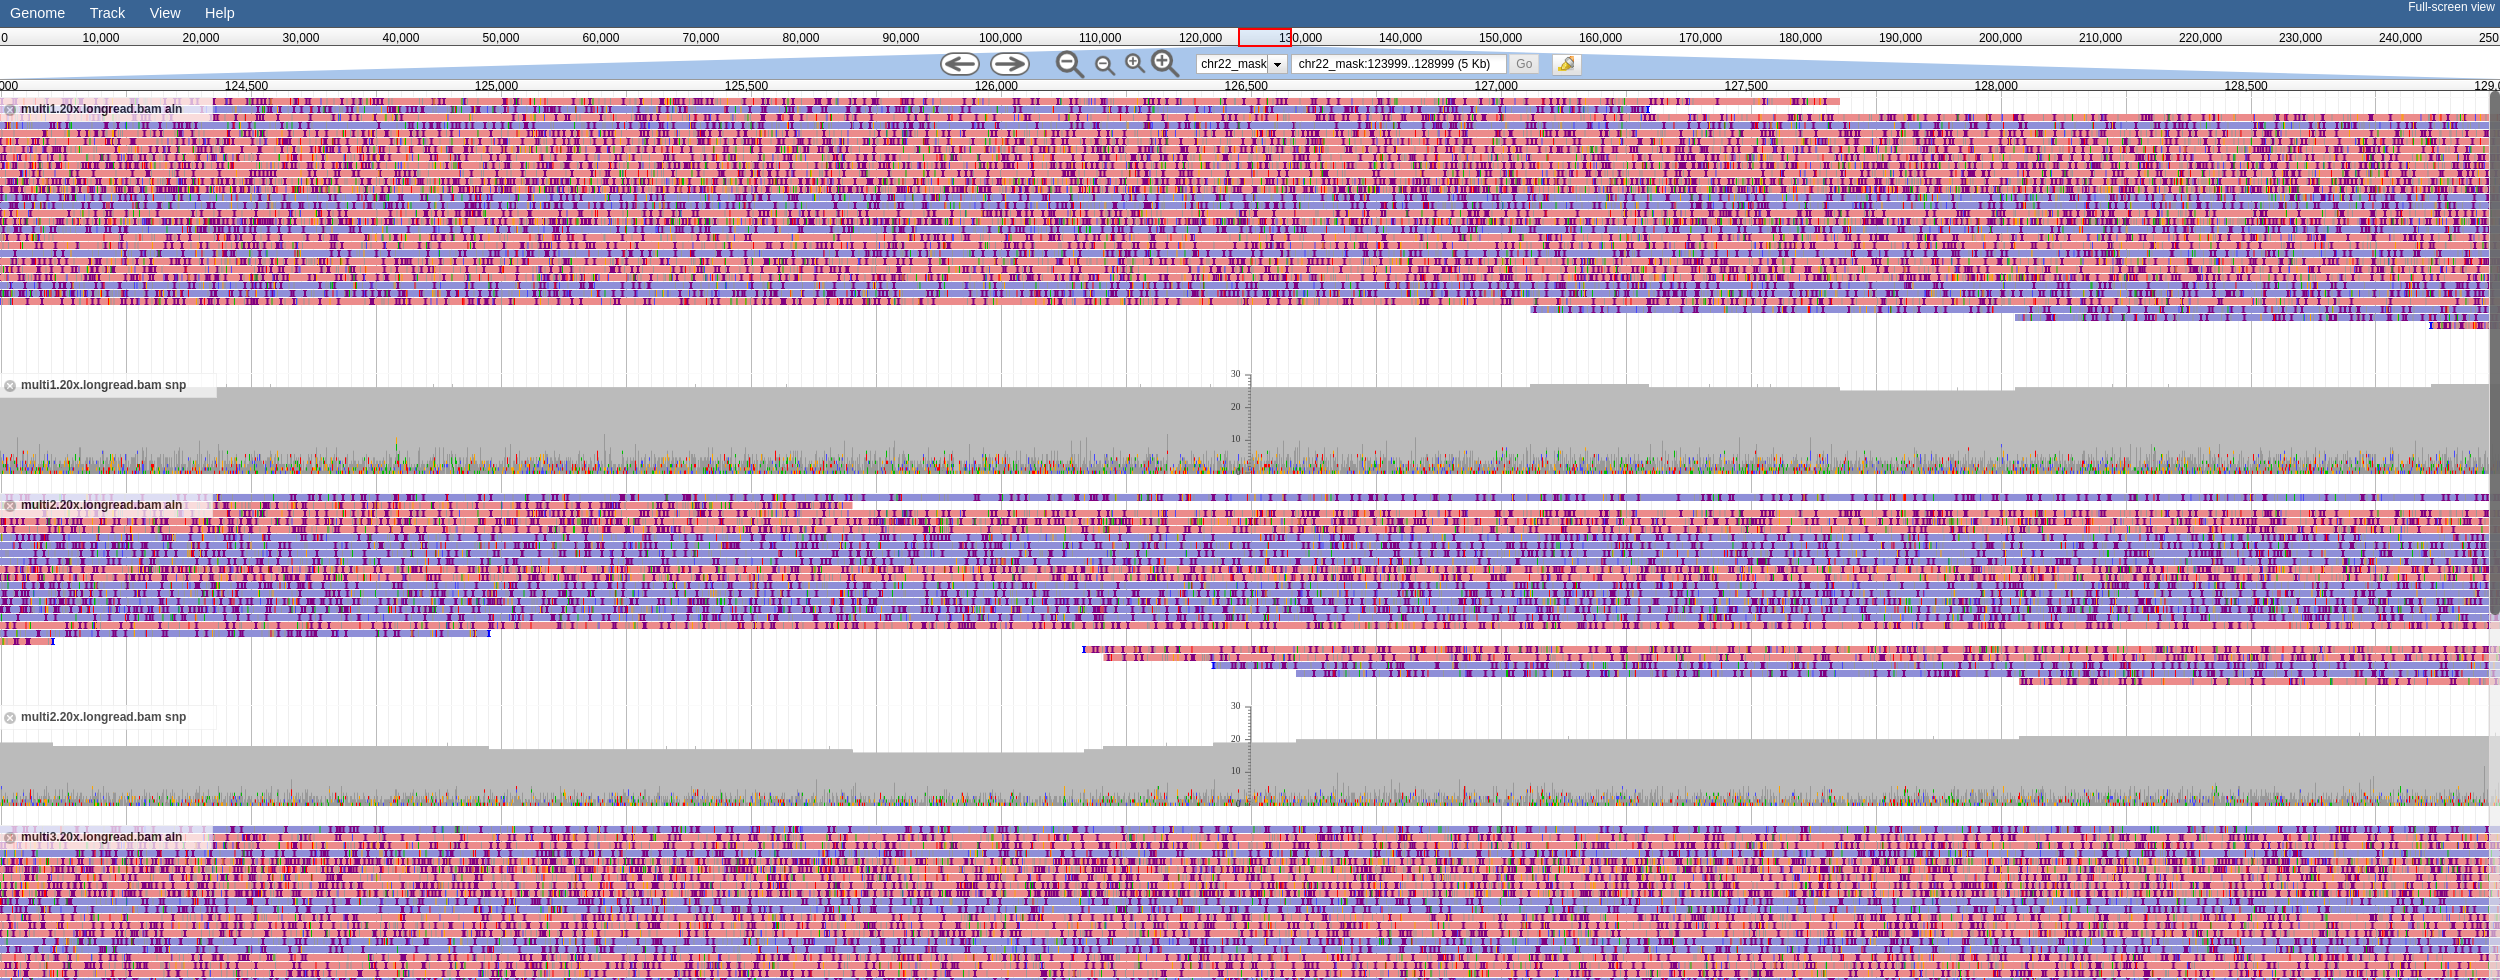 Genome Track View Help Full-screen view
0 10,000 20,000 30,000 40,000 50,000 60,000 70,000 80,000 90,000 100,000 110,000 120,000 130,000 140,000 150,000 160,000 170,000 180,000 190,000 200,000 210,000 220,000 230,000 240,000 250
chr22_mask chr22_mask:123999..128999 (5 Kb) Go
000 124,500 125,000 125,500 126,000 126,500 127,000 127,500 128,000 128,500 129,0
multi1.20x.longread.bam aln
multi1.20x.longread.bam snp
30
20
10
0
multi2.20x.longread.bam aln
multi2.20x.longread.bam snp
30
20
10
0
multi3.20x.longread.bam aln